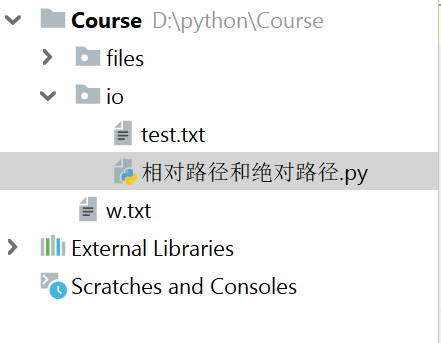 Course D:\python\Course
files
io
test.txt
相对路径和绝对路径.py
w.txt
External Libraries
Scratches and Consoles